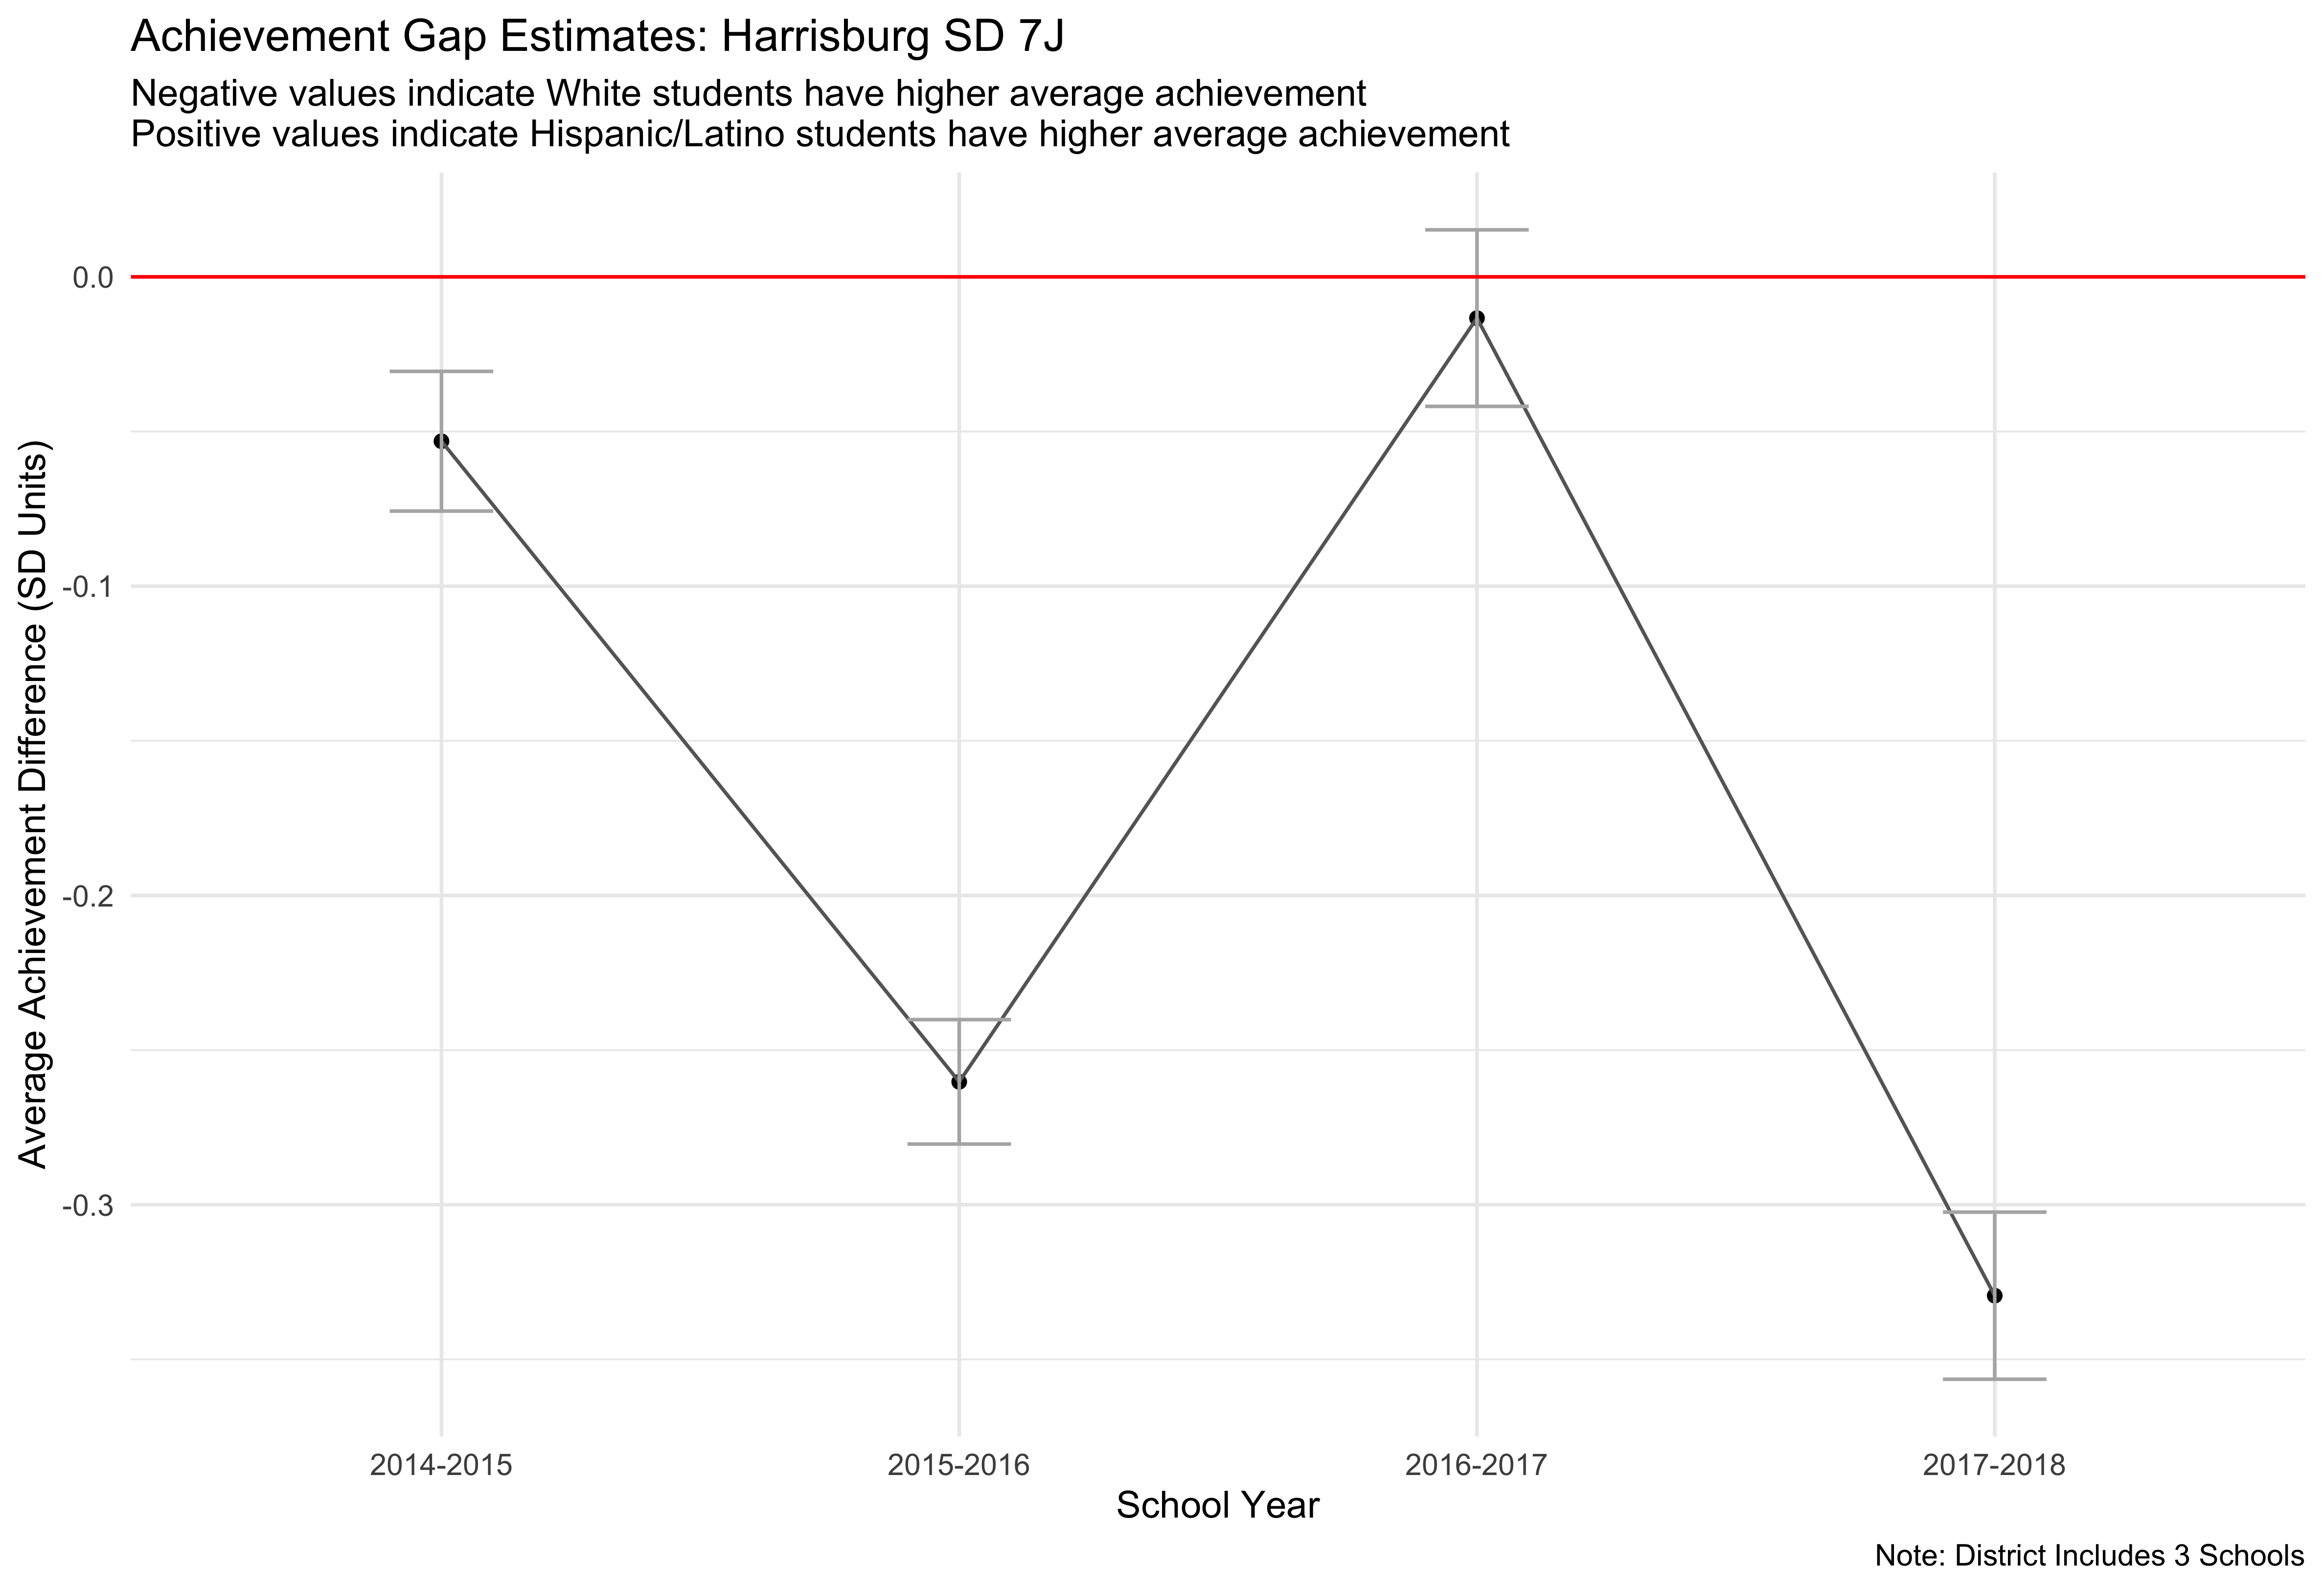 Achievement Gap Estimates: Harrisburg SD 7J
Negative values indicate White students have higher average achievement
Positive values indicate Hispanic/Latino students have higher average achievement
Average Achievement Difference (SD Units)
0.0
-0.1
-0.2
-0.3
2014-2015
2015-2016
2016-2017
2017-2018
School Year
Note: District Includes 3 Schools